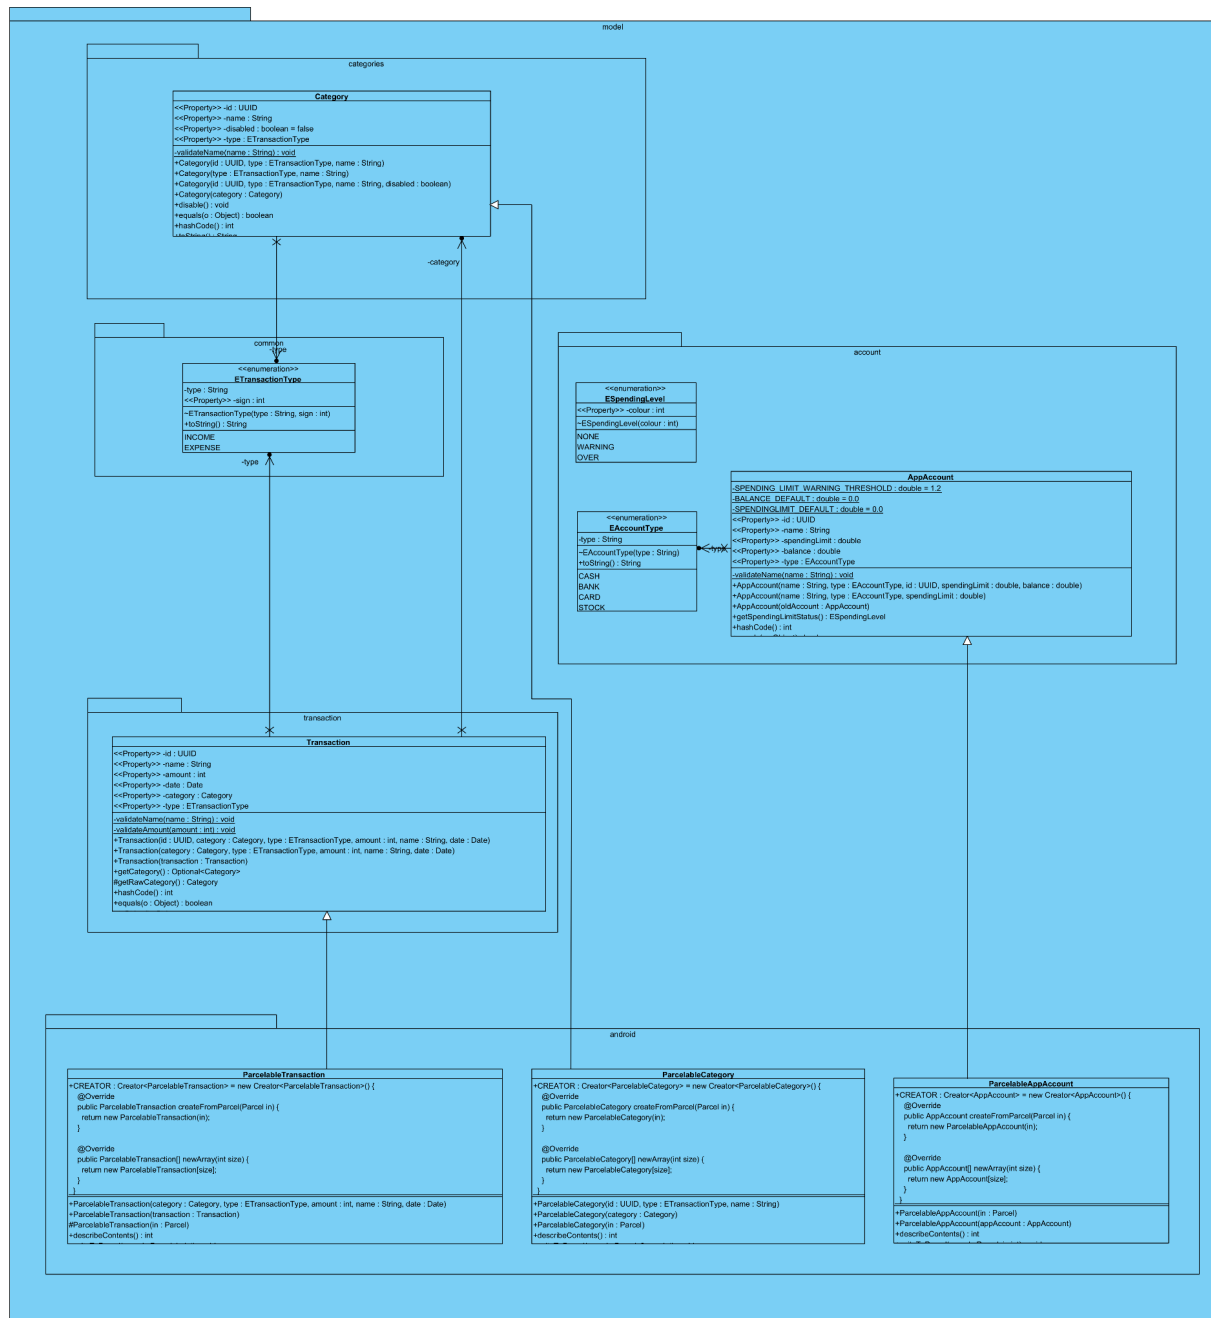 model
categories
Category
<<Property>> -id : UUID
<<Property>> -name : String
<<Property>> -disabled : boolean = false
<<Property>> -type : ETransactionType
-validateName(name : String) : void
+Category(id : UUID, type : ETransactionType, name : String)
+Category(type : ETransactionType, name : String)
+Category(id : UUID, type : ETransactionType, name : String, disabled : boolean)
+Category(category : Category)
+disable() : void
+equals(o : Object) : boolean
+hashCode() : int
+toString() : String
-category
common
-type
<<enumeration>>
ETransactionType
-type : String
<<Property>> -sign : int
~ETransactionType(type : String, sign : int)
+toString() : String
INCOME
EXPENSE
-type
account
<<enumeration>>
ESpendingLevel
<<Property>> -colour : int
~ESpendingLevel(colour : int)
NONE
WARNING
OVER
<<enumeration>>
EAccountType
-type : String
~EAccountType(type : String)
+toString() : String
CASH
BANK
CARD
STOCK
-type
AppAccount
-SPENDING_LIMIT_WARNING_THRESHOLD : double = 1.2
-BALANCE_DEFAULT : double = 0.0
-SPENDINGLIMIT_DEFAULT : double = 0.0
<<Property>> -id : UUID
<<Property>> -name : String
<<Property>> -spendingLimit : double
<<Property>> -balance : double
<<Property>> -type : EAccountType
-validateName(name : String) : void
+AppAccount(name : String, type : EAccountType, id : UUID, spendingLimit : double, balance : double)
+AppAccount(name : String, type : EAccountType, spendingLimit : double)
+AppAccount(oldAccount : AppAccount)
+getSpendingLimitStatus() : ESpendingLevel
+hashCode() : int
transaction
Transaction
<<Property>> -id : UUID
<<Property>> -name : String
<<Property>> -amount : int
<<Property>> -date : Date
<<Property>> -category : Category
<<Property>> -type : ETransactionType
-validateName(name : String) : void
-validateAmount(amount : int) : void
+Transaction(id : UUID, category : Category, type : ETransactionType, amount : int, name : String, date : Date)
+Transaction(category : Category, type : ETransactionType, amount : int, name : String, date : Date)
+Transaction(transaction : Transaction)
+getCategory() : Optional<Category>
#getRawCategory() : Category
+hashCode() : int
+equals(o : Object) : boolean
android
ParcelableTransaction
+CREATOR : Creator<ParcelableTransaction> = new Creator<ParcelableTransaction>() {
@Override
public ParcelableTransaction createFromParcel(Parcel in) {
return new ParcelableTransaction(in);
}
@Override
public ParcelableTransaction[] newArray(int size) {
return new ParcelableTransaction[size];
}
}
+ParcelableTransaction(category : Category, type : ETransactionType, amount : int, name : String, date : Date)
+ParcelableTransaction(transaction : Transaction)
#ParcelableTransaction(in : Parcel)
+describeContents() : int
ParcelableCategory
+CREATOR : Creator<ParcelableCategory> = new Creator<ParcelableCategory>() {
@Override
public ParcelableCategory createFromParcel(Parcel in) {
return new ParcelableCategory(in);
}
@Override
public ParcelableCategory[] newArray(int size) {
return new ParcelableCategory[size];
}
}
+ParcelableCategory(id : UUID, type : ETransactionType, name : String)
+ParcelableCategory(category : Category)
+ParcelableCategory(in : Parcel)
+describeContents() : int
ParcelableAppAccount
+CREATOR : Creator<AppAccount> = new Creator<AppAccount>() {
@Override
public AppAccount createFromParcel(Parcel in) {
return new ParcelableAppAccount(in);
}
@Override
public AppAccount[] newArray(int size) {
return new AppAccount[size];
}
}
+ParcelableAppAccount(in : Parcel)
+ParcelableAppAccount(appAccount : AppAccount)
+describeContents() : int